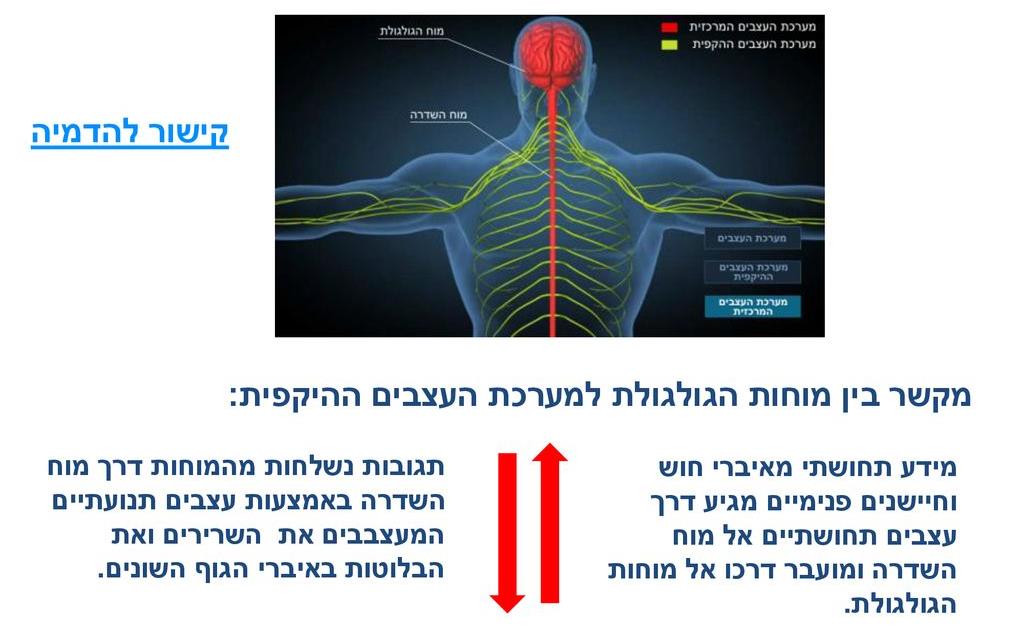 מערכת העצבים המרכזית
מערכת העצבים ההקפית
מוח הגולגולת
מוח השדרה
קישור להדמיה
מערכת העצבים
מערכת העצבים
ההיקפית
מערכת העצבים
המרכזית
מקשר בין מוחות הגולגולת למערכת העצבים ההיקפית:
מידע תחושתי מאיברי חוש
וחיישנים פנימיים מגיע דרך
עצבים תחושתיים אל מוח
השדרה ומועבר דרכו אל מוחות
הגולגולת.
תגובות נשלחות מהמוחות דרך מוח
השדרה באמצעות עצבים תנועתיים
המעצבבים את השרירים ואת
הבלוטות באיברי הגוף השונים.